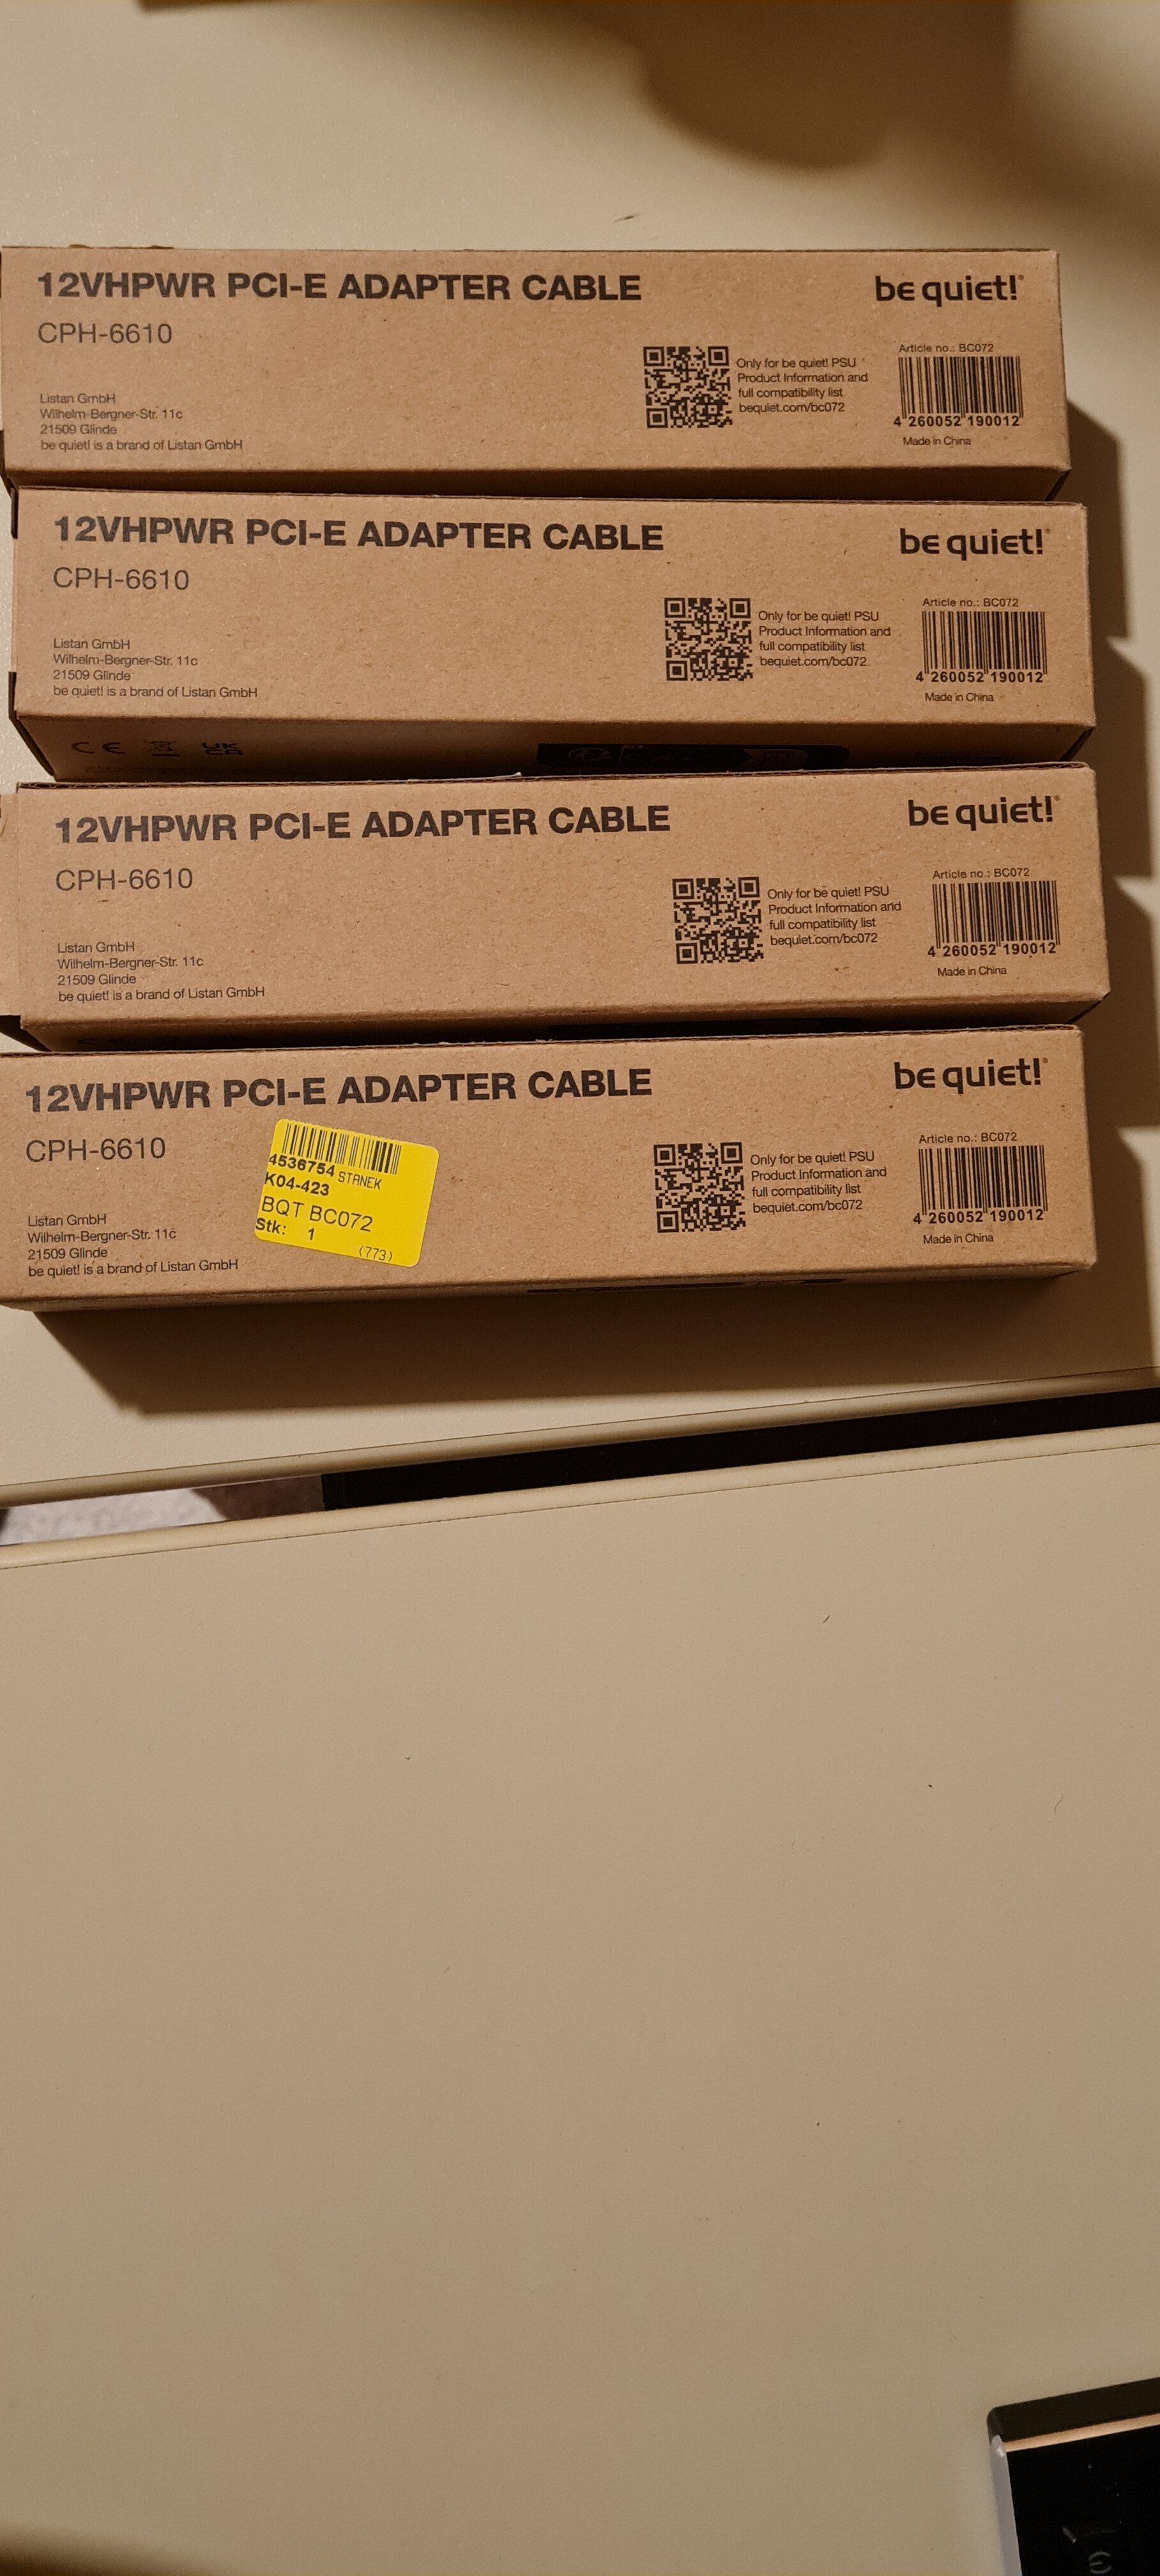 12VHPWR PCI-E ADAPTER CABLE
be quiet!
CPH-6610
Article no.: BC072
Only for be quiet! PSU
Product Information and
full compatibility list
bequiet.com/bc072
4 260052 190012
Made in China
Listan GmbH
Wilhelm-Bergner-Str. 11c
21509 Glinde
be quiet! is a brand of Listan GmbH
12VHPWR PCI-E ADAPTER CABLE
be quiet!
CPH-6610
Article no.: BC072
Only for be quiet! PSU
Product Information and
full compatibility list
bequiet.com/bc072
4 260052 190012
Made in China
Listan GmbH
Wilhelm-Bergner-Str. 11c
21509 Glinde
be quiet! is a brand of Listan GmbH
CE
UK
CA
12VHPWR PCI-E ADAPTER CABLE
be quiet!
CPH-6610
Article no.: BC072
Only for be quiet! PSU
Product Information and
full compatibility list
bequiet.com/bc072
4 260052 190012
Made in China
Listan GmbH
Wilhelm-Bergner-Str. 11c
21509 Glinde
be quiet! is a brand of Listan GmbH
12VHPWR PCI-E ADAPTER CABLE
be quiet!
CPH-6610
4536754 STANEK
K04-423
BQT BC072
Stk: 1
(773)
Article no.: BC072
Only for be quiet! PSU
Product Information and
full compatibility list
bequiet.com/bc072
4 260052 190012
Made in China
Listan GmbH
Wilhelm-Bergner-Str. 11c
21509 Glinde
be quiet! is a brand of Listan GmbH